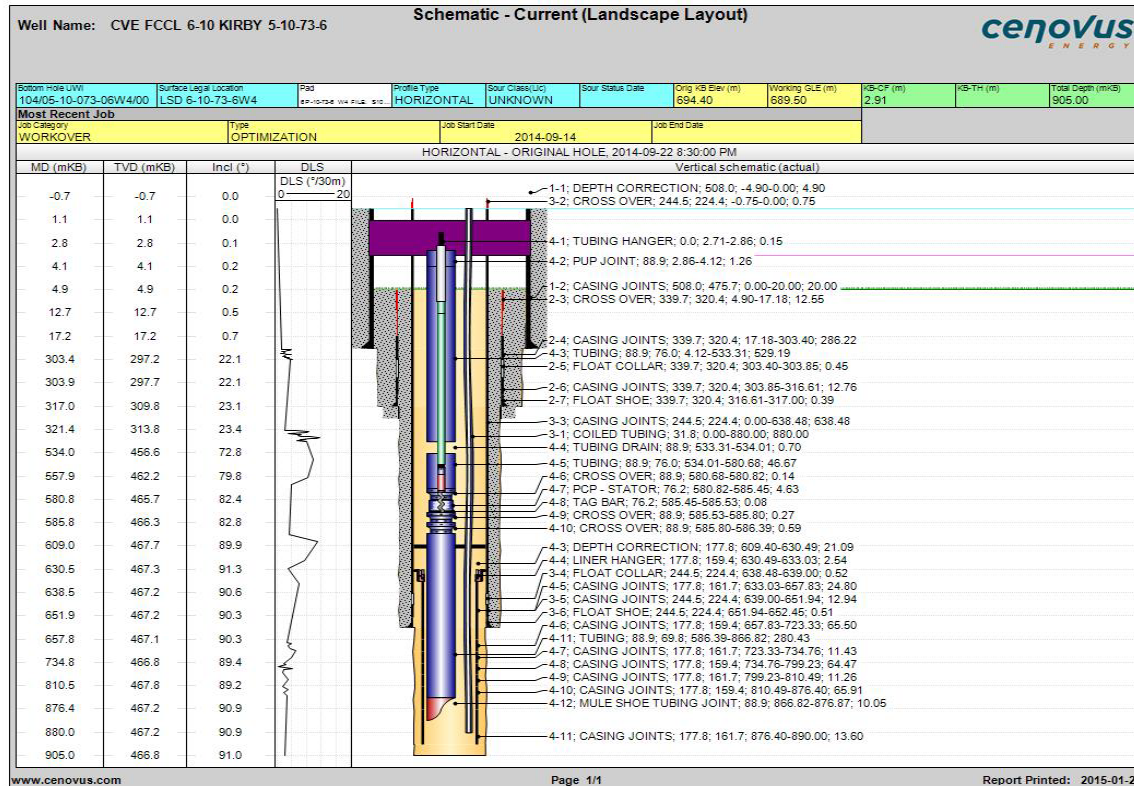 Schematic - Current (Landscape Layout)
Well Name: CVE FCCL 6-10 KIRBY 5-10-73-6
cenovus
ENERGY
Bottom Hole UWI Surface Legal Location Pad Profile Type Sour Class(Lic) Sour Status Date Orig KB Elev (m) Working GLE (m) KB-CF (m) KB-TH (m) Total Depth (mKB)
104/05-10-073-06W4/00 LSD 6-10-73-6W4 HORIZONTAL UNKNOWN 694.40 689.50 2.91 905.00
Most Recent Job
Job Category Type Job Start Date Job End Date
WORKOVER OPTIMIZATION 2014-09-14
HORIZONTAL - ORIGINAL HOLE, 2014-09-22 8:30:00 PM
MD (mKB) TVD (mKB) Incl (°) DLS Vertical schematic (actual)
DLS (°/30m)
0 20
-0.7 -0.7 0.0
1.1 1.1 0.0
2.8 2.8 0.1
4.1 4.1 0.2
4.9 4.9 0.2
12.7 12.7 0.5
17.2 17.2 0.7
303.4 297.2 22.1
303.9 297.7 22.1
317.0 309.8 23.1
321.4 313.8 23.4
534.0 456.6 72.8
557.9 462.2 79.8
580.8 465.7 82.4
585.8 466.3 82.8
609.0 467.7 89.9
630.5 467.3 91.3
638.5 467.2 90.6
651.9 467.2 90.3
657.8 467.1 90.3
734.8 466.8 89.4
810.5 467.8 89.2
876.4 467.2 90.9
880.0 467.2 90.9
905.0 466.8 91.0
1-1; DEPTH CORRECTION; 508.0; -4.90-0.00; 4.90
3-2; CROSS OVER; 244.5; 224.4; -0.75-0.00; 0.75
4-1; TUBING HANGER; 0.0; 2.71-2.86; 0.15
4-2; PUP JOINT; 88.9; 2.86-4.12; 1.26
1-2; CASING JOINTS; 508.0; 475.7; 0.00-20.00; 20.00
2-3; CROSS OVER; 339.7; 320.4; 4.90-17.18; 12.55
2-4; CASING JOINTS; 339.7; 320.4; 17.18-303.40; 286.22
4-3; TUBING; 88.9; 76.0; 4.12-533.31; 529.19
2-5; FLOAT COLLAR; 339.7; 320.4; 303.40-303.85; 0.45
2-6; CASING JOINTS; 339.7; 320.4; 303.85-316.61; 12.76
2-7; FLOAT SHOE; 339.7; 320.4; 316.61-317.00; 0.39
3-3; CASING JOINTS; 244.5; 224.4; 0.00-638.48; 638.48
3-1; COILED TUBING; 31.8; 0.00-880.00; 880.00
4-4; TUBING DRAIN; 88.9; 533.31-534.01; 0.70
4-5; TUBING; 88.9; 76.0; 534.01-580.68; 46.67
4-6; CROSS OVER; 88.9; 580.68-580.82; 0.14
4-7; PCP - STATOR; 76.2; 580.82-585.45; 4.63
4-8; TAG BAR; 76.2; 585.45-585.53; 0.08
4-9; CROSS OVER; 88.9; 585.53-585.80; 0.27
4-10; CROSS OVER; 88.9; 585.80-586.39; 0.59
4-3; DEPTH CORRECTION; 177.8; 609.40-630.49; 21.09
4-4; LINER HANGER; 177.8; 159.4; 630.49-633.03; 2.54
3-4; FLOAT COLLAR; 244.5; 224.4; 638.48-639.00; 0.52
4-5; CASING JOINTS; 177.8; 161.7; 633.03-657.83; 24.80
3-5; CASING JOINTS; 244.5; 224.4; 639.00-651.94; 12.94
3-6; FLOAT SHOE; 244.5; 224.4; 651.94-652.45; 0.51
4-6; CASING JOINTS; 177.8; 159.4; 657.83-723.33; 65.50
4-11; TUBING; 88.9; 69.8; 586.39-866.82; 280.43
4-7; CASING JOINTS; 177.8; 161.7; 723.33-734.76; 11.43
4-8; CASING JOINTS; 177.8; 159.4; 734.76-799.23; 64.47
4-9; CASING JOINTS; 177.8; 161.7; 799.23-810.49; 11.26
4-10; CASING JOINTS; 177.8; 159.4; 810.49-876.40; 65.91
4-12; MULE SHOE TUBING JOINT; 88.9; 866.82-876.87; 10.05
4-11; CASING JOINTS; 177.8; 161.7; 876.40-890.00; 13.60
www.cenovus.com Page 1/1 Report Printed: 2015-01-2